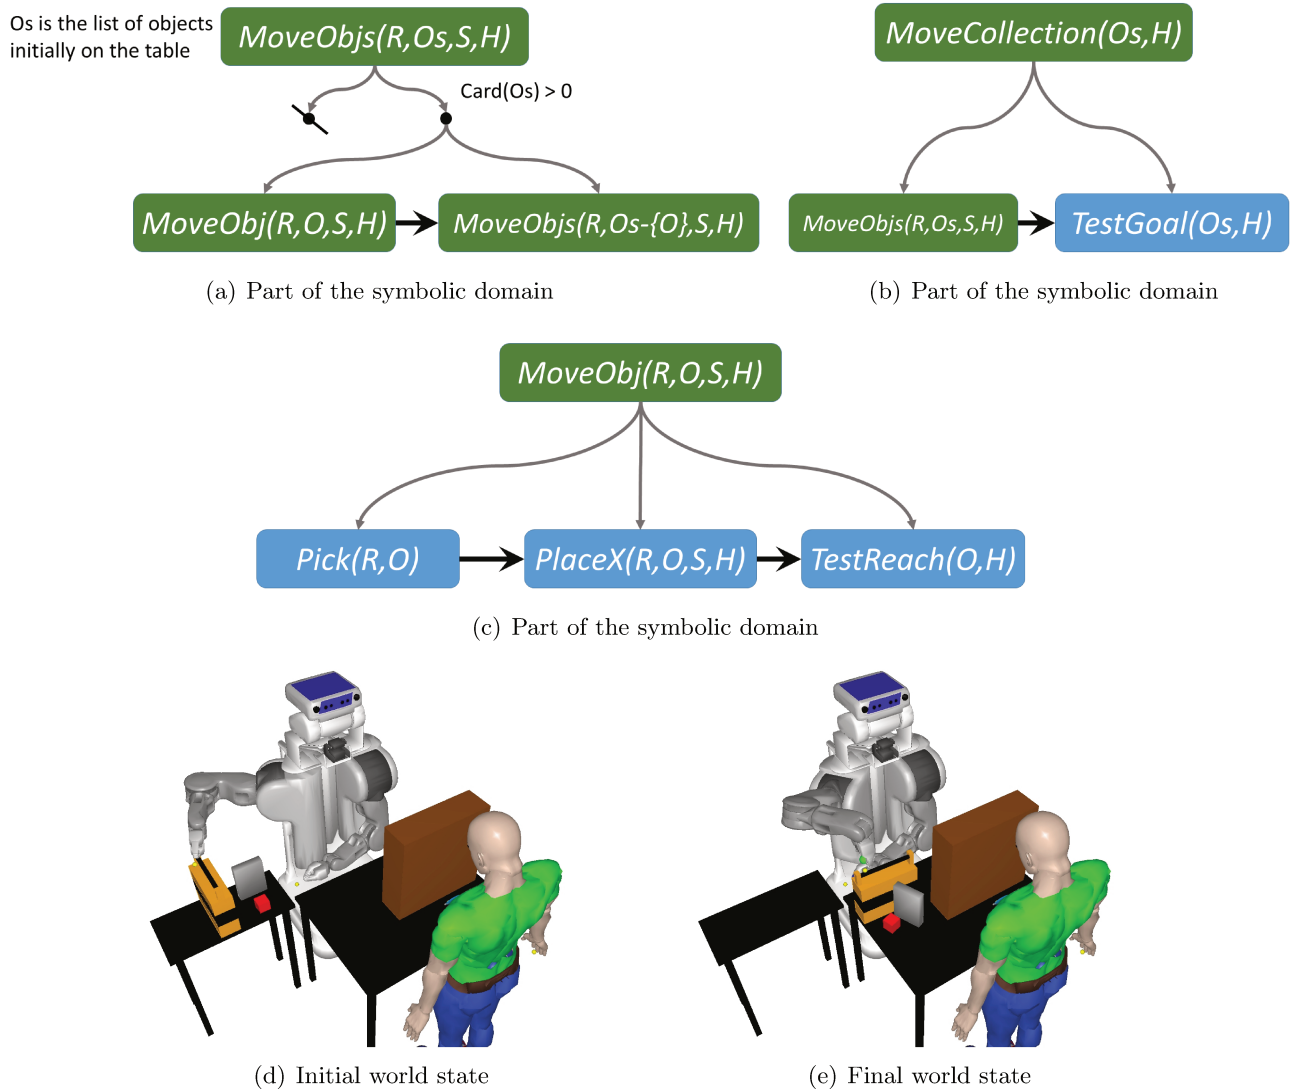 Os is the list of objects
initially on the table
MoveObjs(R,Os,S,H)
Card(Os) > 0
MoveObj(R,O,S,H)
MoveObjs(R,Os-{O},S,H)
(a) Part of the symbolic domain
MoveCollection(Os,H)
MoveObjs(R,Os,S,H)
TestGoal(Os,H)
(b) Part of the symbolic domain
MoveObj(R,O,S,H)
Pick(R,O)
PlaceX(R,O,S,H)
TestReach(O,H)
(c) Part of the symbolic domain
(d) Initial world state
(e) Final world state